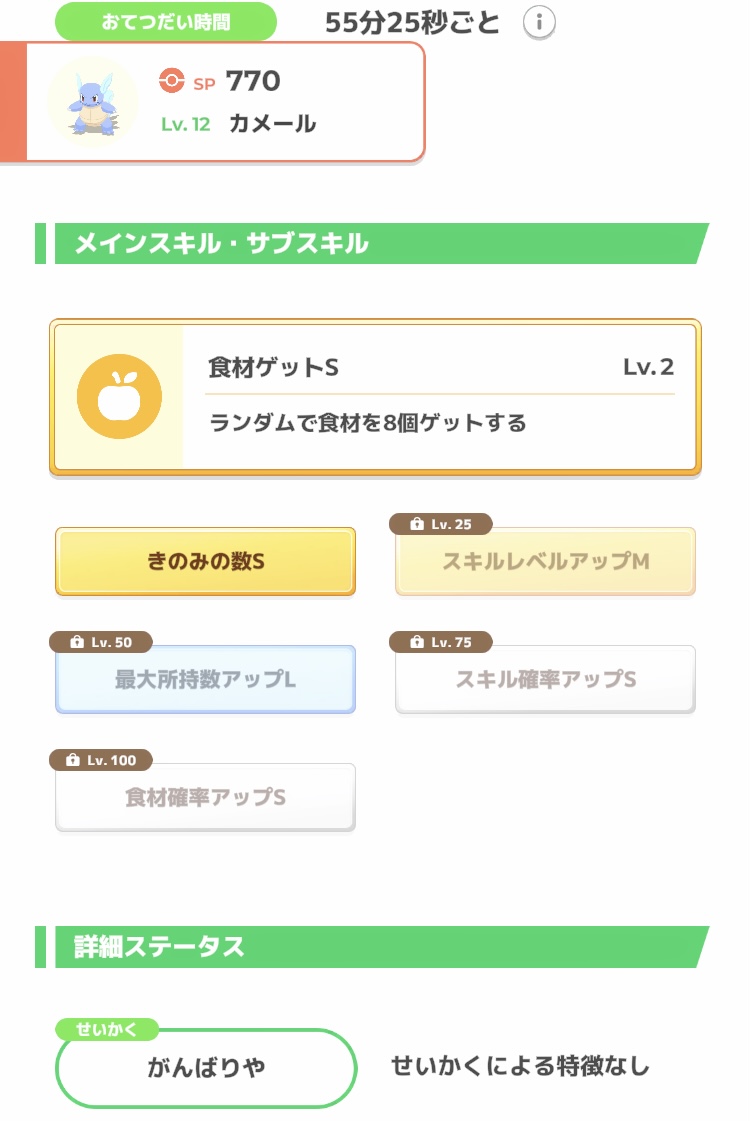 おてつだい時間 55分25秒ごと i
SP 770
Lv.12 カメール
メインスキル・サブスキル
食材ゲットS Lv.2
ランダムで食材を8個ゲットする
きのみの数S
Lv.25
スキルレベルアップM
Lv.50
最大所持数アップL
Lv.75
スキル確率アップS
Lv.100
食材確率アップS
詳細ステータス
せいかく
がんばりや せいかくによる特徴なし